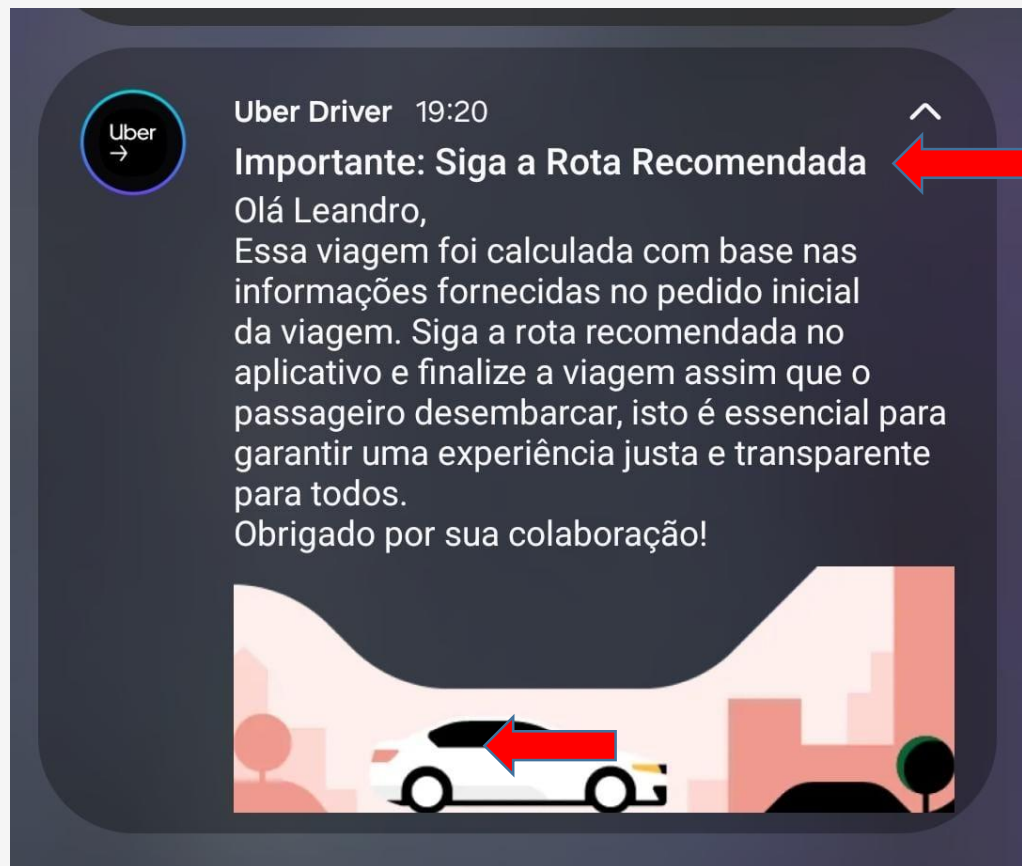 Uber
Uber Driver 19:20
Importante: Siga a Rota Recomendada
Olá Leandro,
Essa viagem foi calculada com base nas
informações fornecidas no pedido inicial
da viagem. Siga a rota recomendada no
aplicativo e finalize a viagem assim que o
passageiro desembarcar, isto é essencial para
garantir uma experiência justa e transparente
para todos.
Obrigado por sua colaboração!